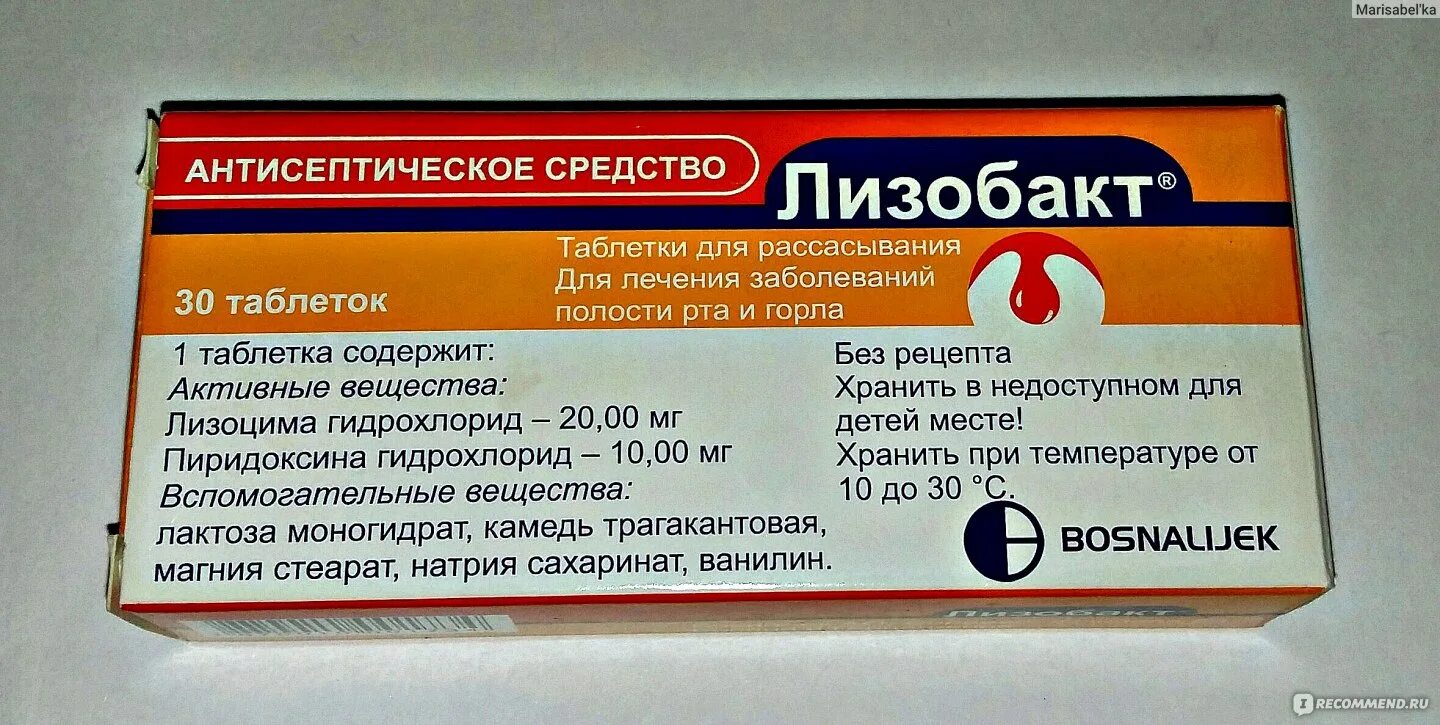 Marisabel'ka
АНТИСЕПТИЧЕСКОЕ СРЕДСТВО
Лизобакт®
Таблетки для рассасывания
Для лечения заболеваний
полости рта и горла
30 таблеток
1 таблетка содержит:
Активные вещества:
Лизоцима гидрохлорид – 20,00 мг
Пиридоксина гидрохлорид – 10,00 мг
Вспомогательные вещества:
лактоза моногидрат, камедь трагакантовая,
магния стеарат, натрия сахаринат, ванилин.
Без рецепта
Хранить в недоступном для
детей месте!
Хранить при температуре от
10 до 30 °С.
BOSNALIJEK
Лизобакт
I RECOMMEND.RU